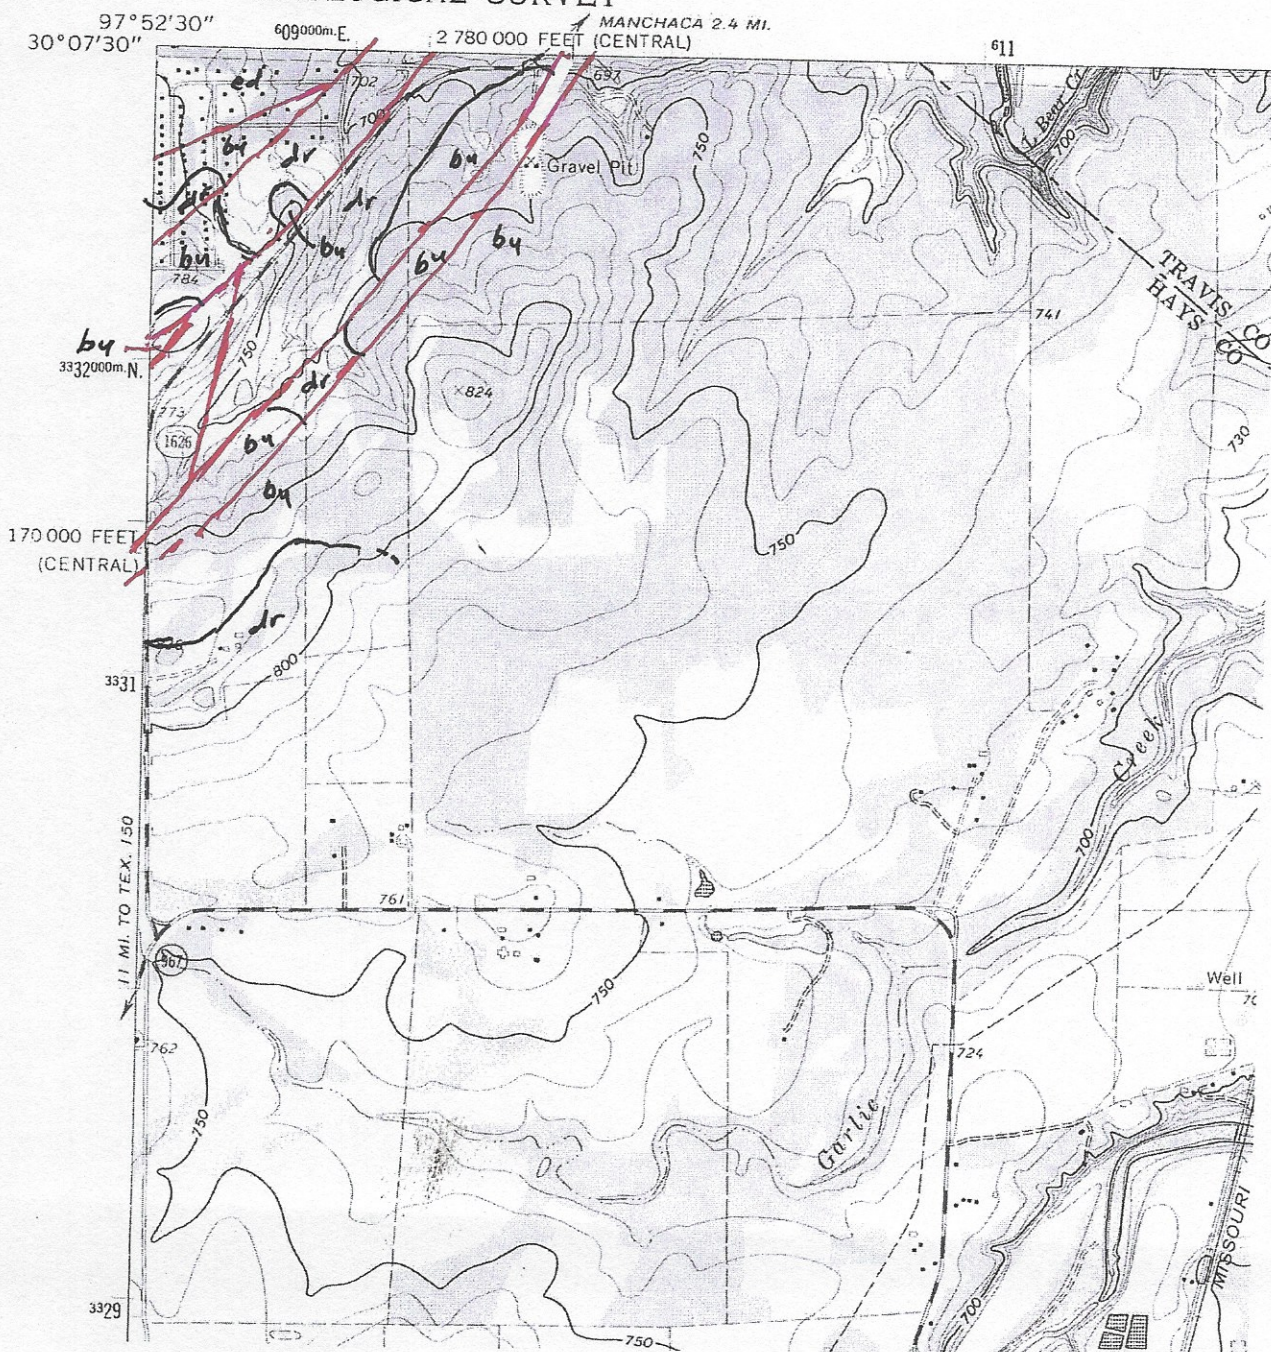 97°52'30"
609000m.E.
MANCHACA 2.4 MI.
30°07'30"
2 780 000 FEET (CENTRAL)
611
702
697
ed
700
750
Bear Cr
700
bu
dr
bu
Gravel Pit
dr
bu
bu
bu
bu
784
TRAVIS CO
HAYS CO
741
bu
750
3332000m.N.
dr
×824
773
1626
730
bu
bu
170 000 FEET
(CENTRAL)
750
dr
800
3331
Creek
700
11 MI. TO TEX. 150
761
967
Well
750
762
724
750
Garlic
MISSOURI
3329
700
750